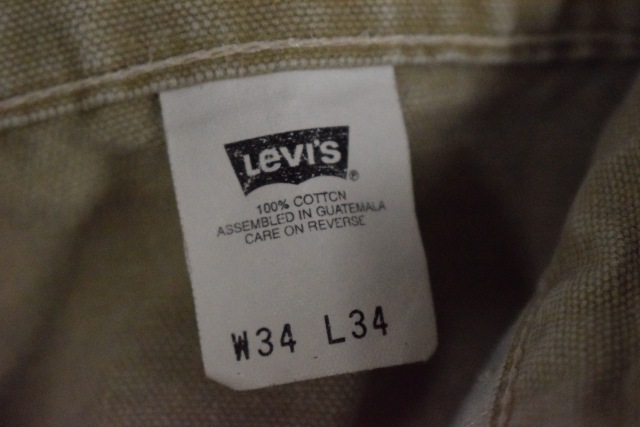 LEVI'S®
100% COTTON
ASSEMBLED IN GUATEMALA
CARE ON REVERSE
W34 L34